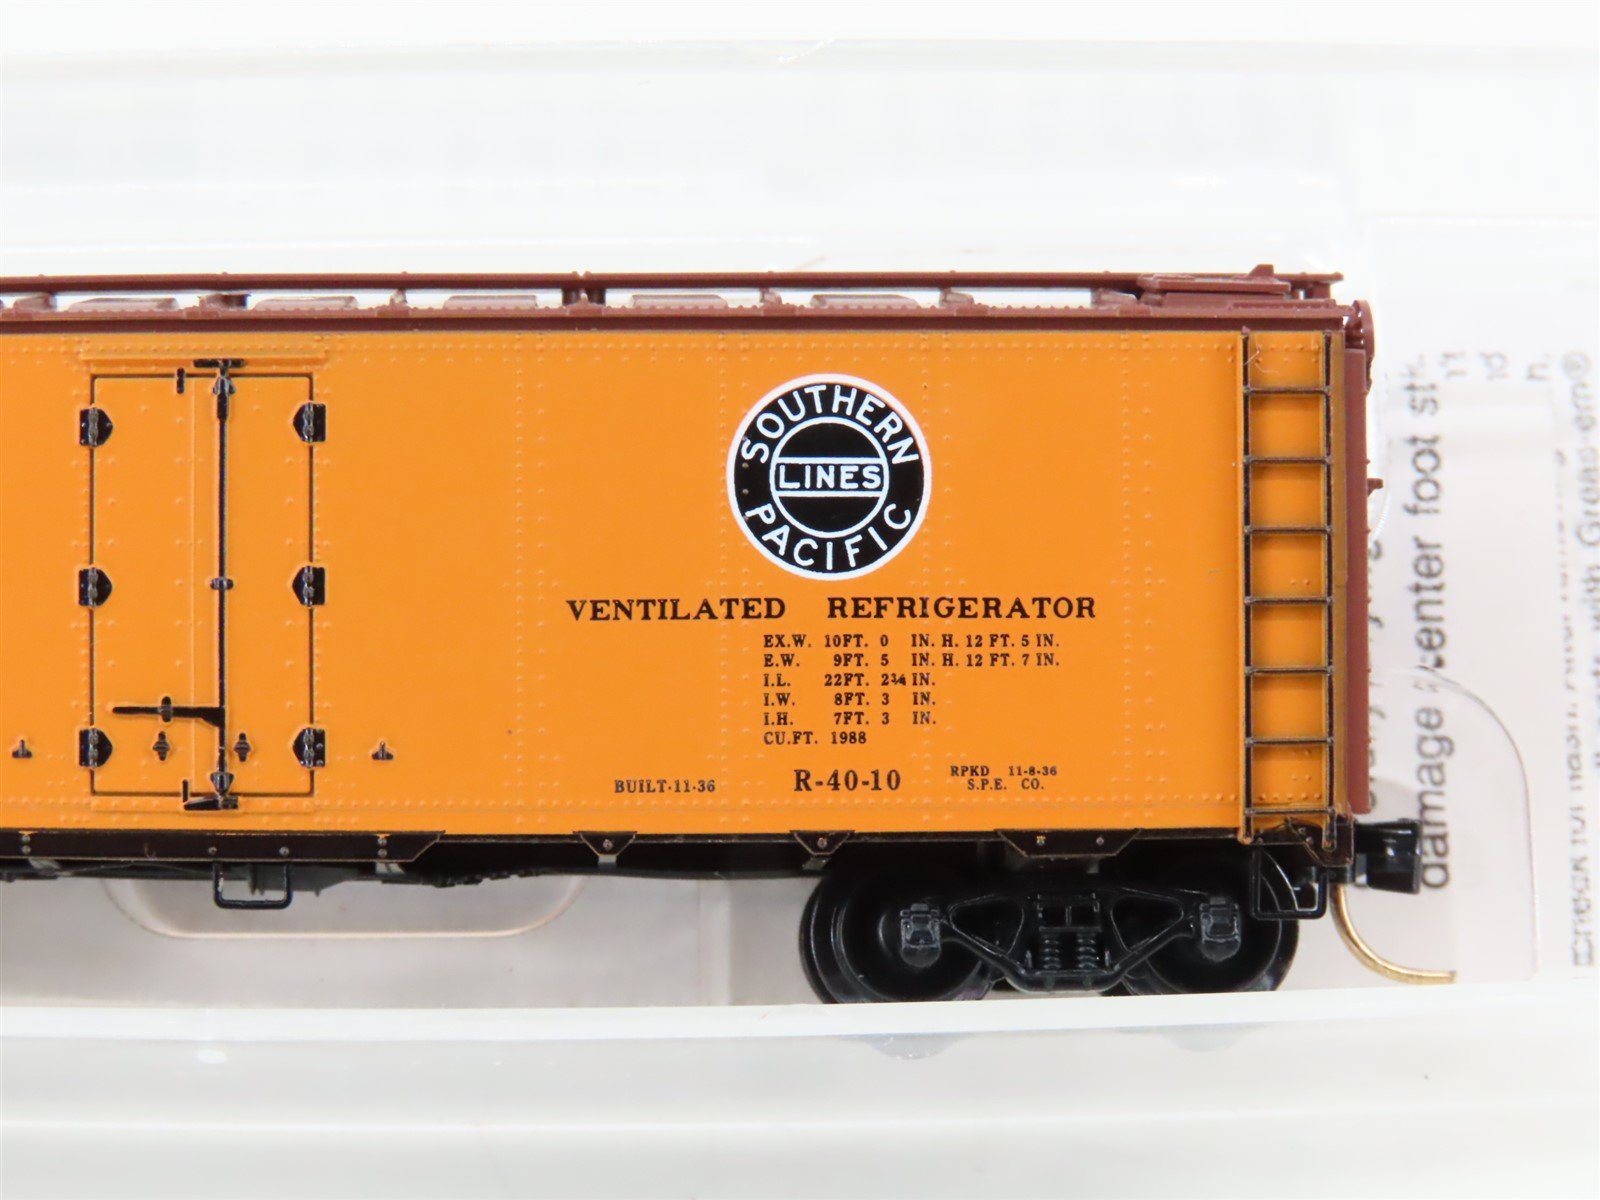 SOUTHERN
LINES
PACIFIC
VENTILATED REFRIGERATOR
EX.W. 10FT. 0 IN. H. 12 FT. 5 IN.
E.W. 9FT. 5 IN. H. 12 FT. 7 IN.
I.L. 22FT. 2¾ IN.
I.W. 8FT. 3 IN.
I.H. 7FT. 3 IN.
CU.FT. 1988
BUILT·11·36
R-40-10
RPKD 11-8-36
S.P.E. CO.
damage center foot